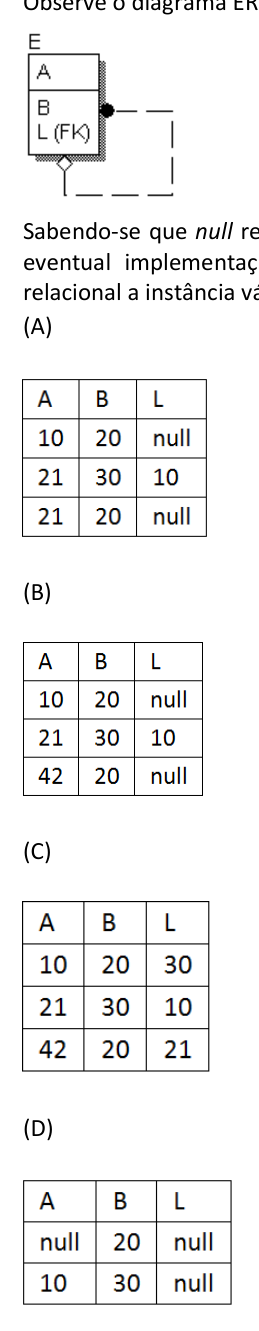 Observe o diagrama ER
E
A
B
L (FK)
Sabendo-se que null re
eventual implementaç
relacional a instância vá
(A)
A B L
10 20 null
21 30 10
21 20 null
(B)
A B L
10 20 null
21 30 10
42 20 null
(C)
A B L
10 20 30
21 30 10
42 20 21
(D)
A B L
null 20 null
10 30 null